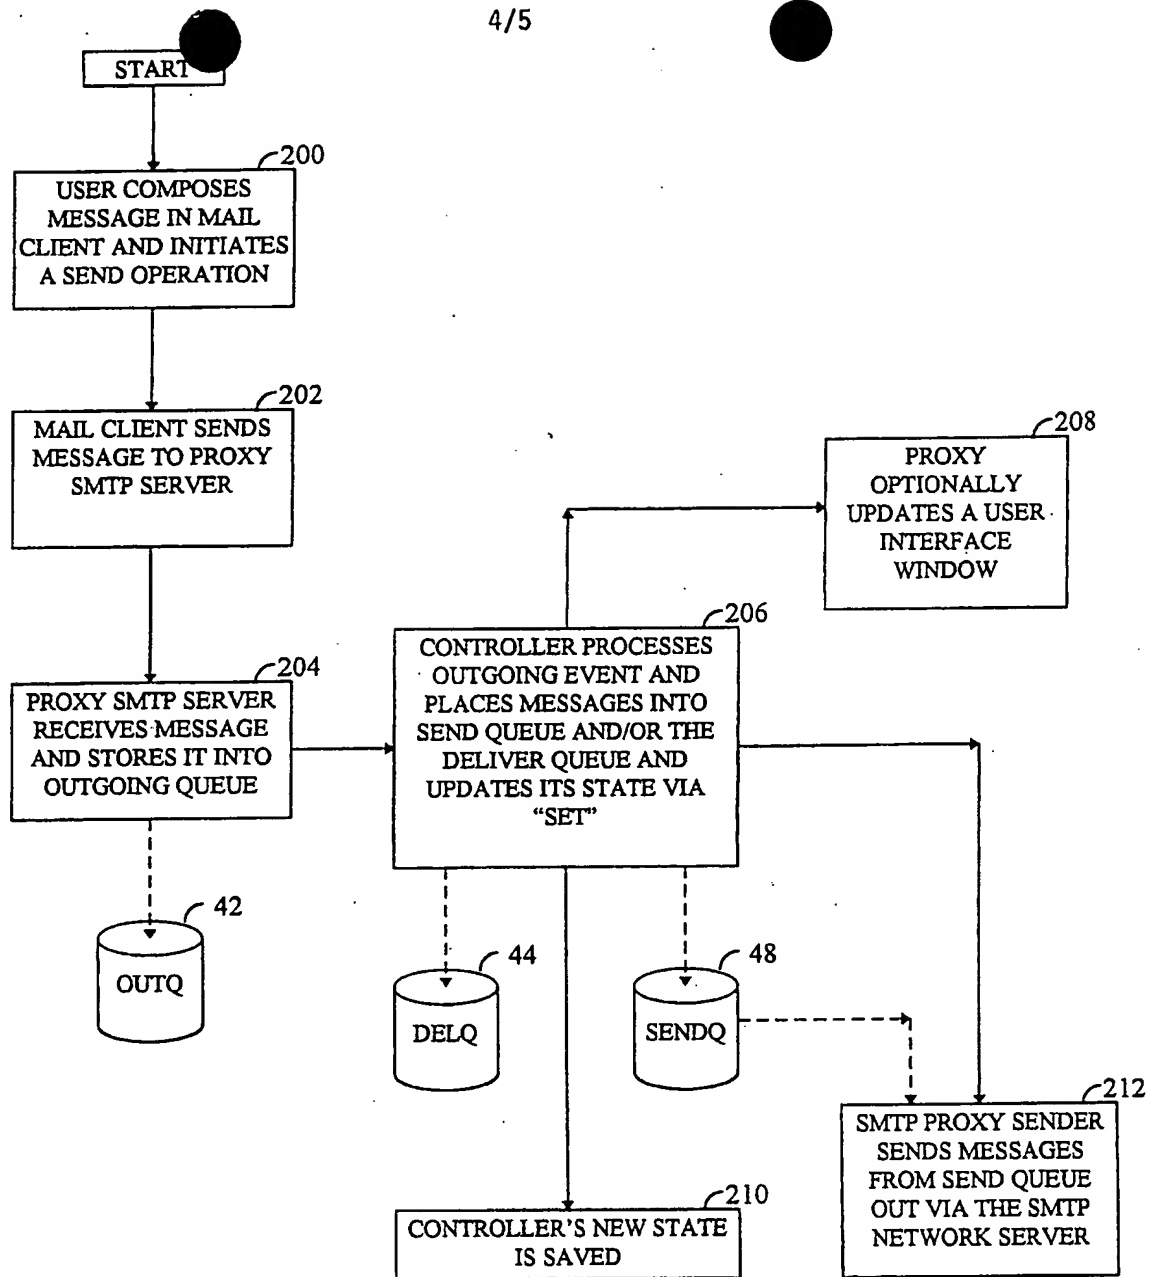 4/5
START
200
USER COMPOSES
MESSAGE IN MAIL
CLIENT AND INITIATES
A SEND OPERATION
202
MAIL CLIENT SENDS
MESSAGE TO PROXY
SMTP SERVER
208
PROXY
OPTIONALLY
UPDATES A USER
INTERFACE
WINDOW
204
PROXY SMTP SERVER
RECEIVES MESSAGE
AND STORES IT INTO
OUTGOING QUEUE
206
CONTROLLER PROCESSES
OUTGOING EVENT AND
PLACES MESSAGES INTO
SEND QUEUE AND/OR THE
DELIVER QUEUE AND
UPDATES ITS STATE VIA
“SET”
42
OUTQ
44
DELQ
48
SENDQ
212
SMTP PROXY SENDER
SENDS MESSAGES
FROM SEND QUEUE
OUT VIA THE SMTP
NETWORK SERVER
210
CONTROLLER'S NEW STATE
IS SAVED